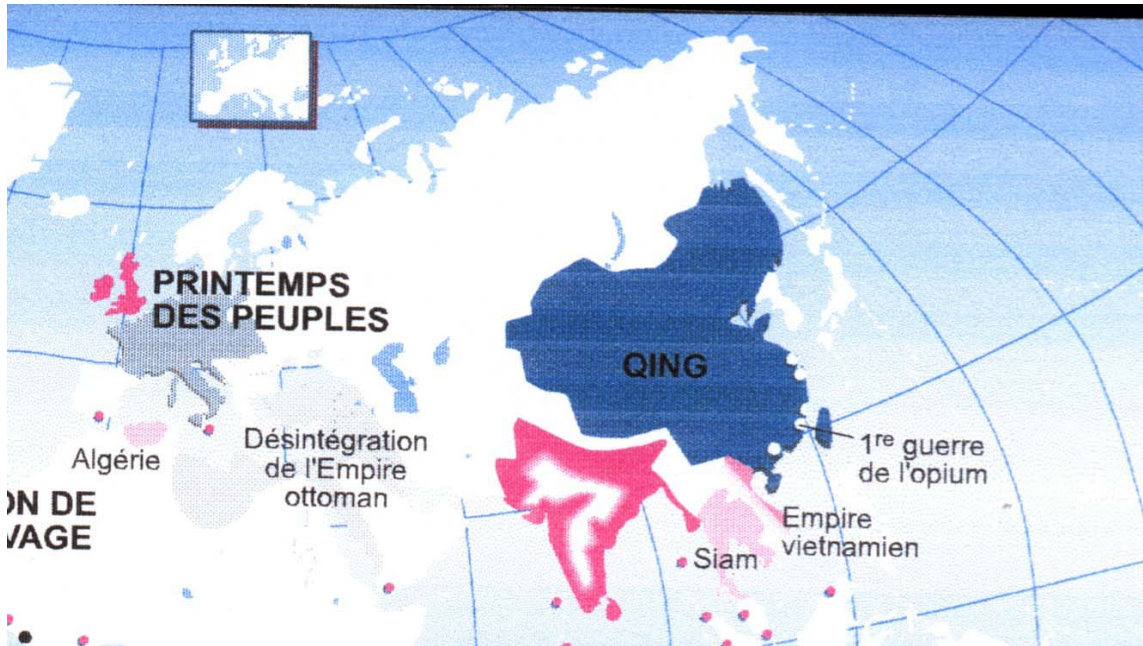 PRINTEMPS
DES PEUPLES
QING
Algérie
Désintégration
de l'Empire
ottoman
1re guerre
de l'opium
ON DE
VAGE
Siam
Empire
vietnamien